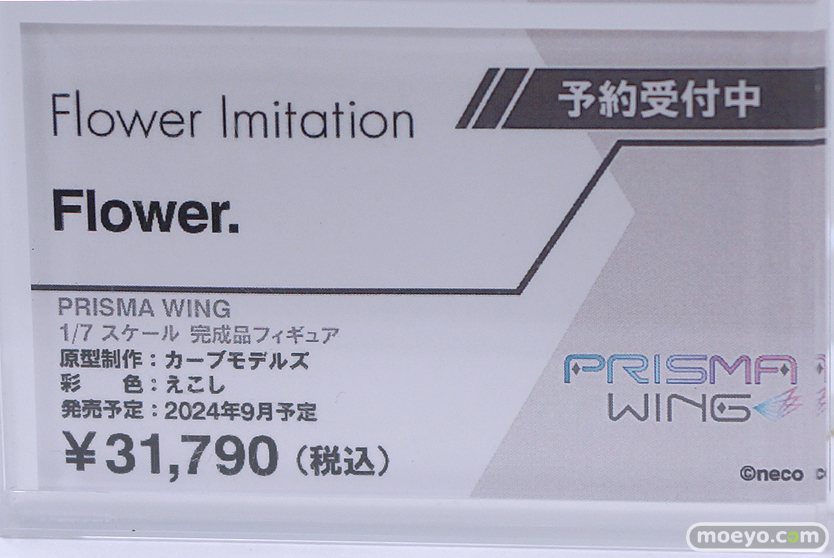 予約受付中
Flower Imitation
Flower.
PRISMA WING
1/7 スケール 完成品フィギュア
原型制作：カーブモデルズ
彩　色：えこし
発売予定：2024年9月予定
￥31,790（税込）
PRISMA
WING
©neco
moeyo.com